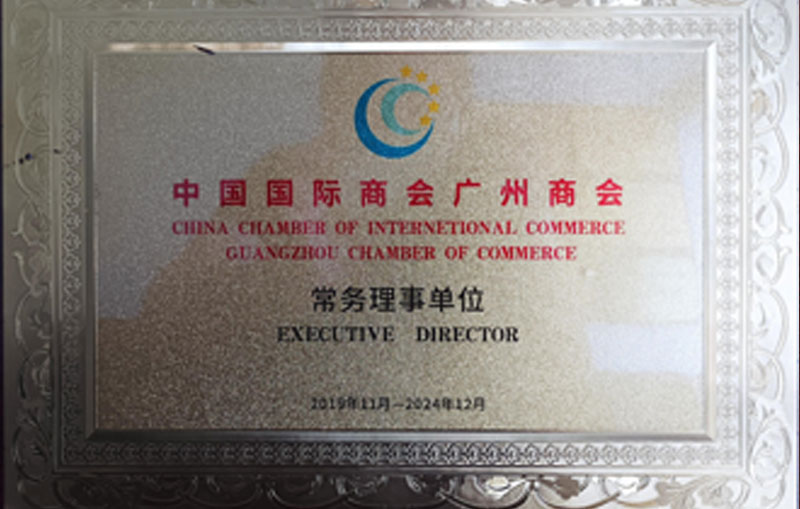 中国国际商会广州商会
CHINA CHAMBER OF INTERNETIONAL COMMERCE
GUANGZHOU CHAMBER OF COMMERCE
常务理事单位
EXECUTIVE DIRECTOR
2019年11月—2024年12月